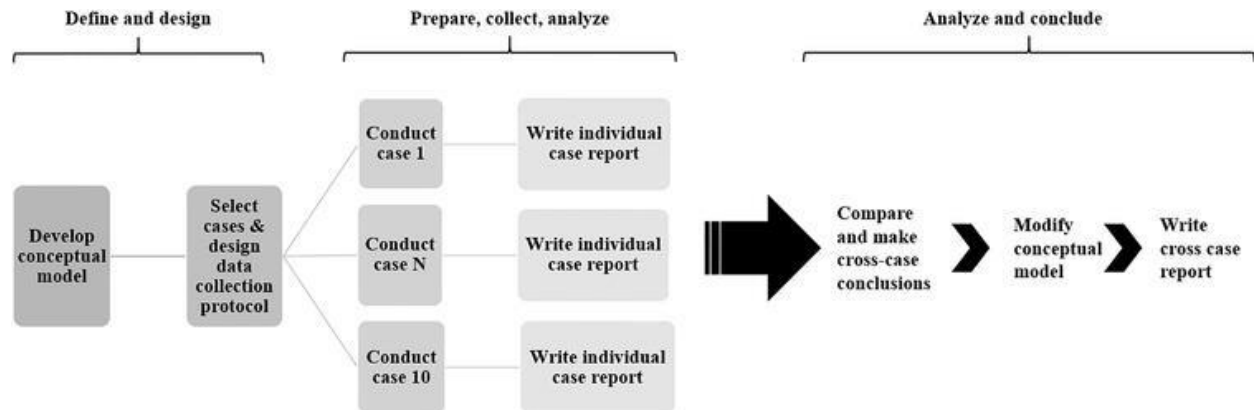 Define and design
Prepare, collect, analyze
Analyze and conclude
Develop
conceptual
model
Select
cases &
design
data
collection
protocol
Conduct
case 1
Write individual
case report
Conduct
case N
Write individual
case report
Conduct
case 10
Write individual
case report
Compare
and make
cross-case
conclusions
Modify
conceptual
model
Write
cross case
report